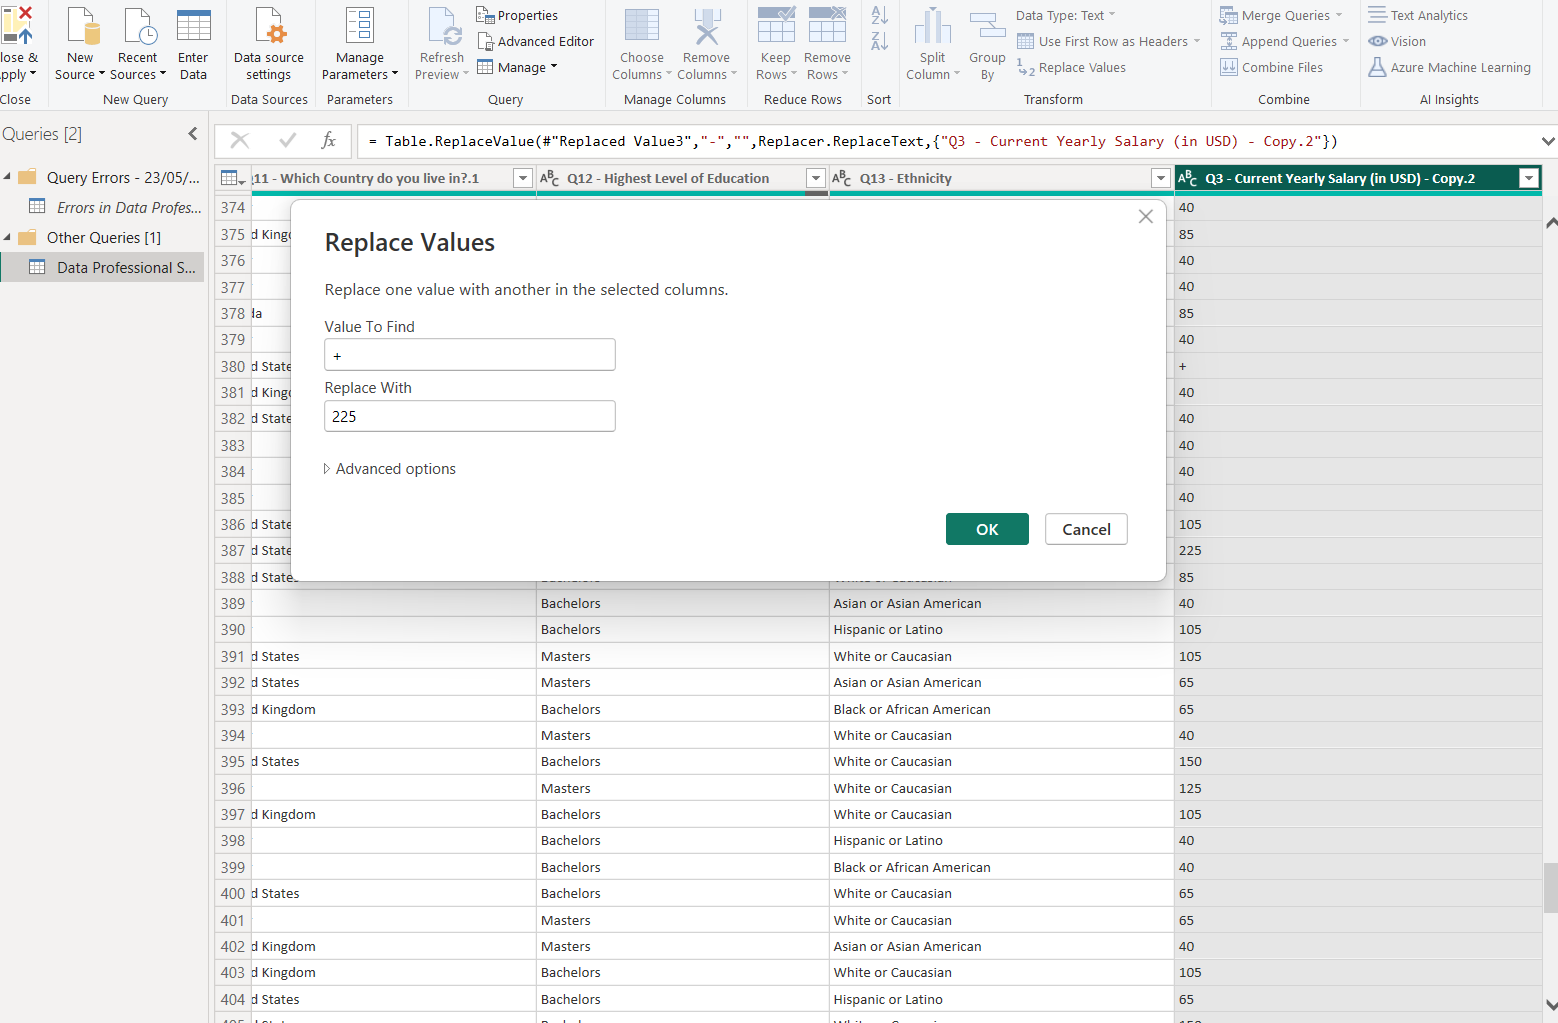 lose &
pply
Close
New
Source
Recent
Sources
Enter
Data
New Query
Data source
settings
Data Sources
Manage
Parameters
Parameters
Refresh
Preview
Properties
Advanced Editor
Manage
Query
Choose
Columns
Remove
Columns
Manage Columns
Keep
Rows
Remove
Rows
Reduce Rows
Sort
Split
Column
Group
By
Data Type: Text
Use First Row as Headers
Replace Values
Transform
Merge Queries
Append Queries
Combine Files
Combine
Text Analytics
Vision
Azure Machine Learning
AI Insights
Queries [2]
Query Errors - 23/05/...
Errors in Data Profes...
Other Queries [1]
Data Professional S...
fx
= Table.ReplaceValue(#"Replaced Value3","-","",Replacer.ReplaceText,{"Q3 - Current Yearly Salary (in USD) - Copy.2"})
11 - Which Country do you live in?.1
ABC Q12 - Highest Level of Education
ABC Q13 - Ethnicity
ABC Q3 - Current Yearly Salary (in USD) - Copy.2
374 40
375 d King 85
376 40
377 40
378 da 85
379 40
380 d State +
381 d King 40
382 d State 40
383 40
384 40
385 40
386 d State 105
387 d State 225
388 d States 85
Replace Values
Replace one value with another in the selected columns.
Value To Find
+
Replace With
225
Advanced options
OK
Cancel
389 Bachelors Asian or Asian American 40
390 Bachelors Hispanic or Latino 105
391 d States Masters White or Caucasian 105
392 d States Masters Asian or Asian American 65
393 d Kingdom Bachelors Black or African American 65
394 Masters White or Caucasian 40
395 d States Bachelors White or Caucasian 150
396 Masters White or Caucasian 125
397 d Kingdom Bachelors White or Caucasian 105
398 Bachelors Hispanic or Latino 40
399 Bachelors Black or African American 40
400 d States Bachelors White or Caucasian 65
401 Masters White or Caucasian 65
402 d Kingdom Masters Asian or Asian American 40
403 d Kingdom Bachelors White or Caucasian 105
404 d States Bachelors Hispanic or Latino 65